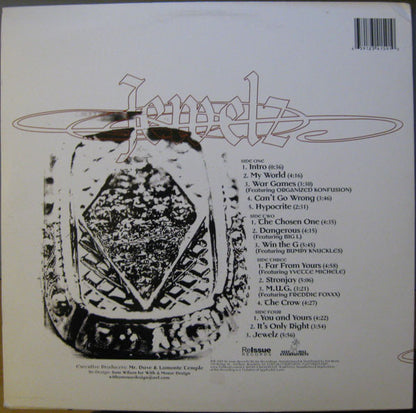 Jewelz
SIDE ONE
1. Intro (0:36)
2. My World (4:16)
3. War Games (3:10)
(Featuring ORGANIZED KONFUSION)
4. Can't Go Wrong (3:46)
5. Hypocrite (2:51)
SIDE TWO
1. The Chosen One (4:35)
2. Dangerous (4:15)
(Featuring BIG L)
3. Win the G (5:45)
(Featuring BUMPY KNUCKLES)
SIDE THREE
1. Far From Yours (4:58)
(Featuring YVETTE MICHELE)
2. Stronjay (5:06)
3. M.U.G. (3:21)
(Featuring FREDDIE FOXXX)
4. The Crow (4:27)
SIDE FOUR
1. You and Yours (4:22)
2. It's Only Right (3:54)
3. Jewelz (3:56)
Executive Producers: Mr. Dave & Lamonte Temple
ReIssue
RECORDS